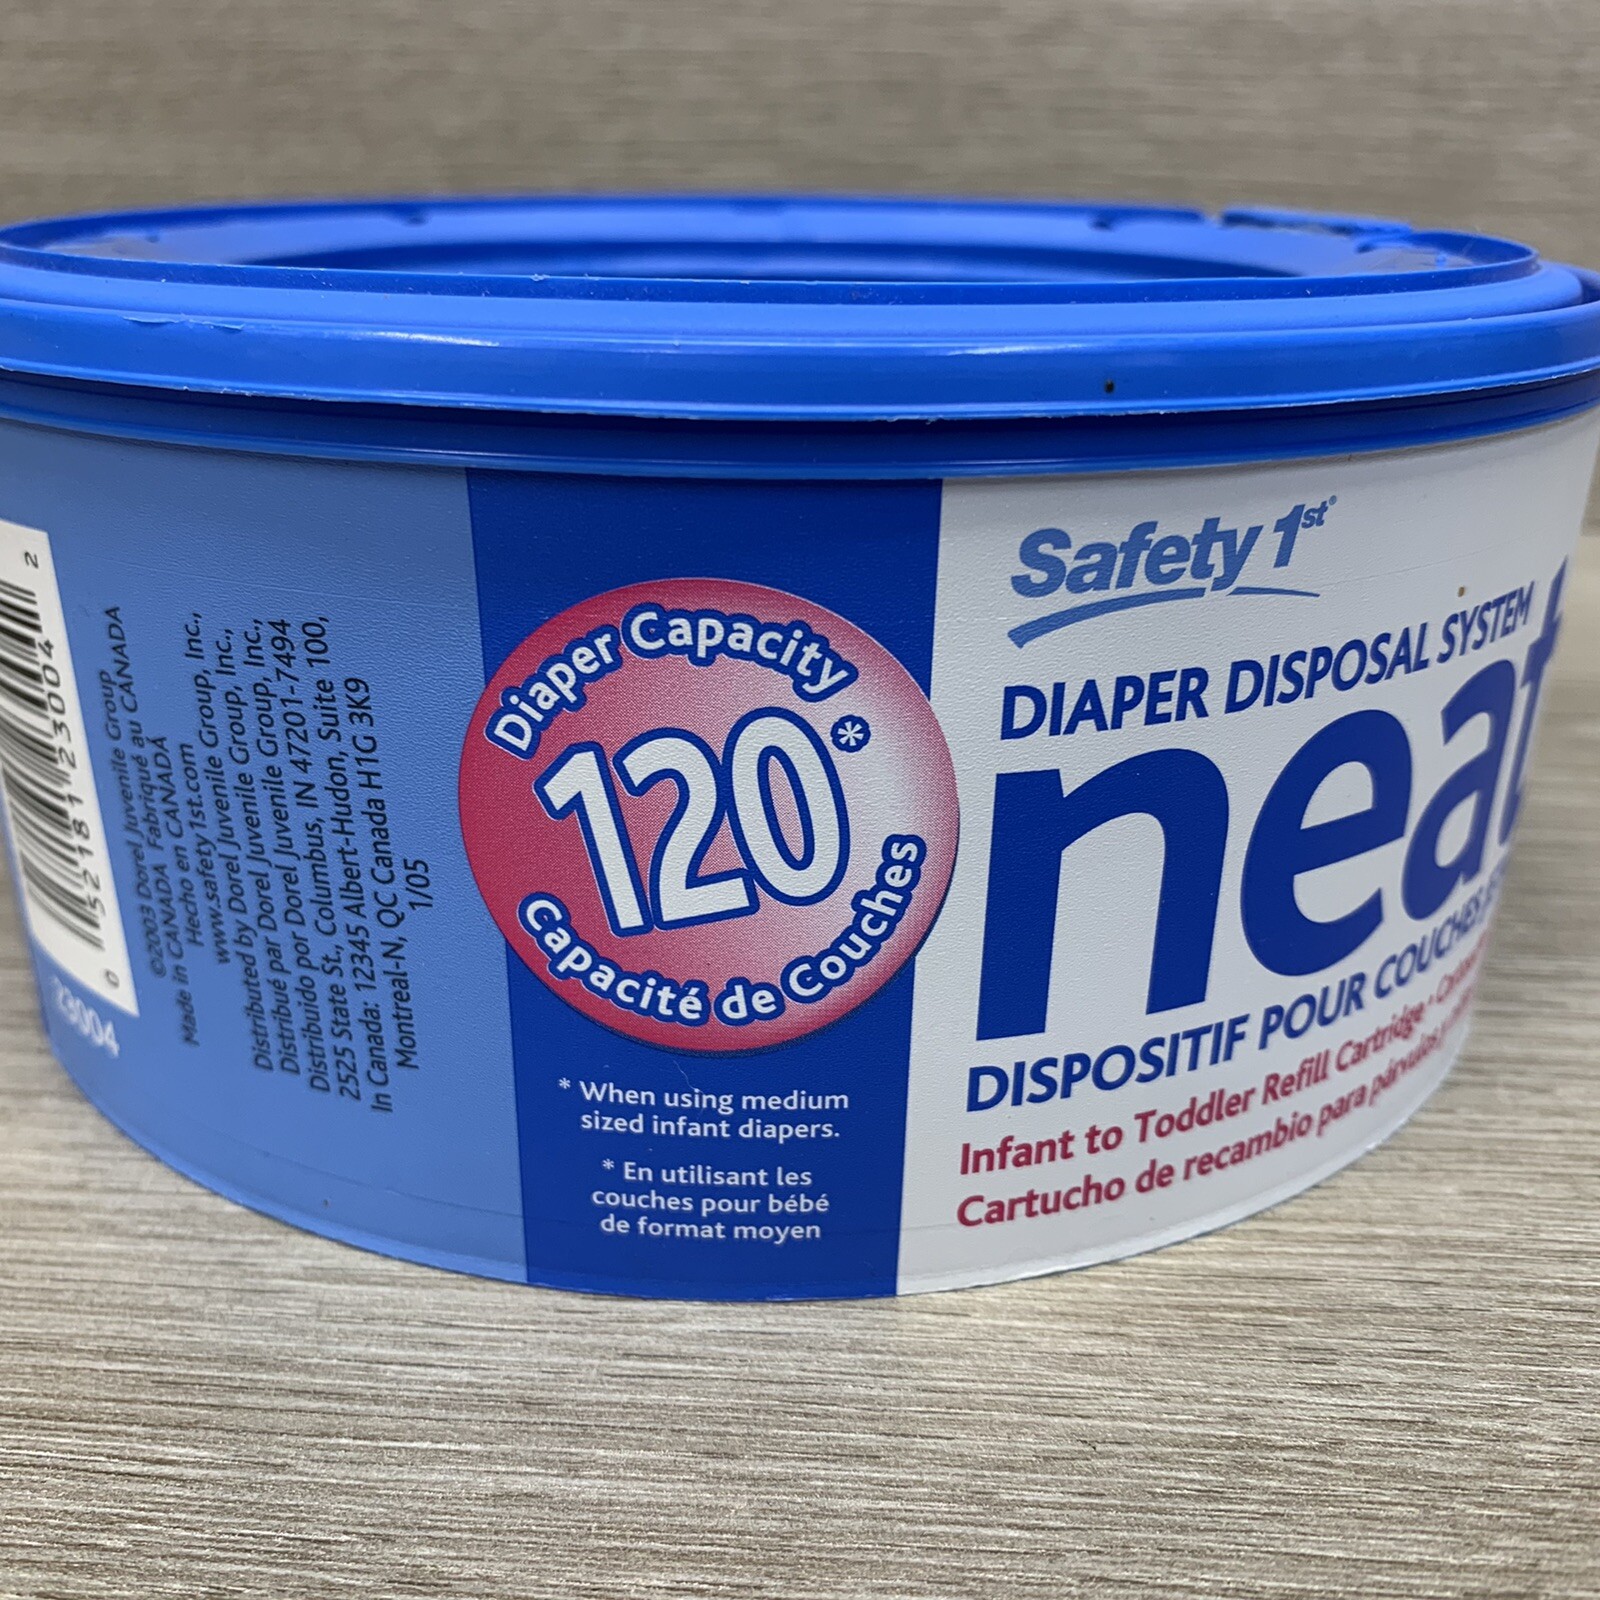 0 52181 23004 2
23004
©2003 Dorel Juvenile Group
Made in CANADA Fabriqué au CANADA
Hecho en CANADÁ
www.safety1st.com
Distributed by Dorel Juvenile Group, Inc.,
Distribué par Dorel Juvenile Group, Inc.,
Distribuido por Dorel Juvenile Group, Inc.,
2525 State St., Columbus, IN 47201-7494
In Canada: 12345 Albert-Hudon, Suite 100,
Montreal-N, QC Canada H1G 3K9
1/05
Diaper Capacity
120*
Capacité de Couches
* When using medium
sized infant diapers.
* En utilisant les
couches pour bébé
de format moyen
Safety 1st®
DIAPER DISPOSAL SYSTEM
neat
DISPOSITIF POUR COUCHES
Infant to Toddler Refill Cartridge
Cartucho de recambio para párvulos